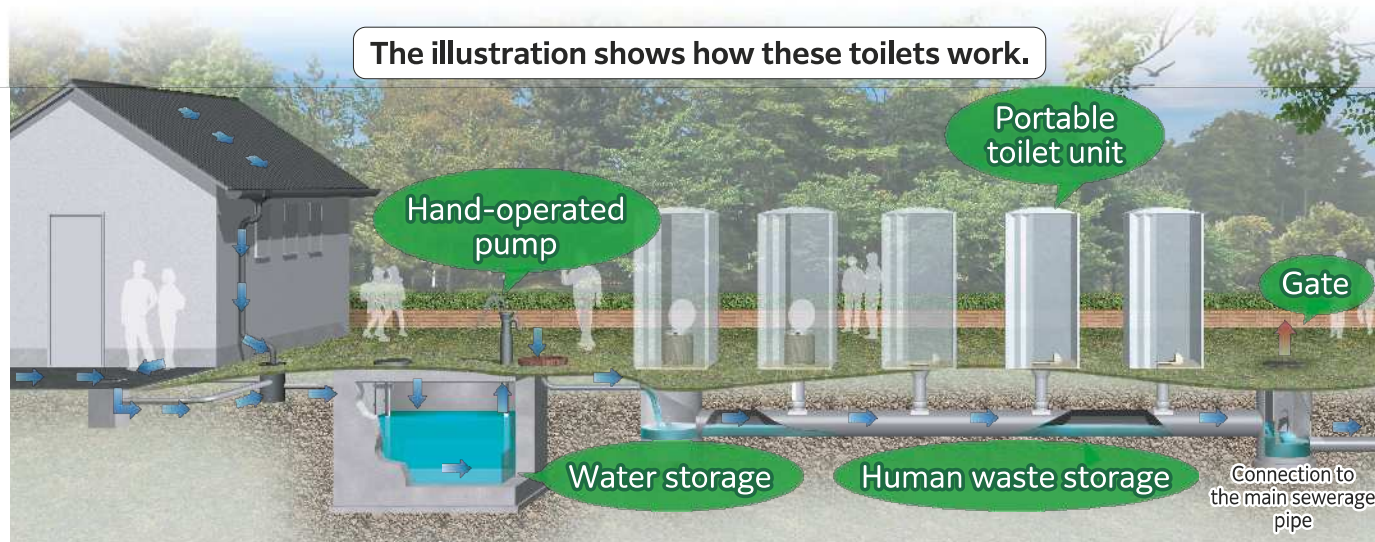 The illustration shows how these toilets work.
Portable
toilet unit
Hand-operated
pump
Gate
Water storage
Human waste storage
Connection to
the main sewerage
pipe